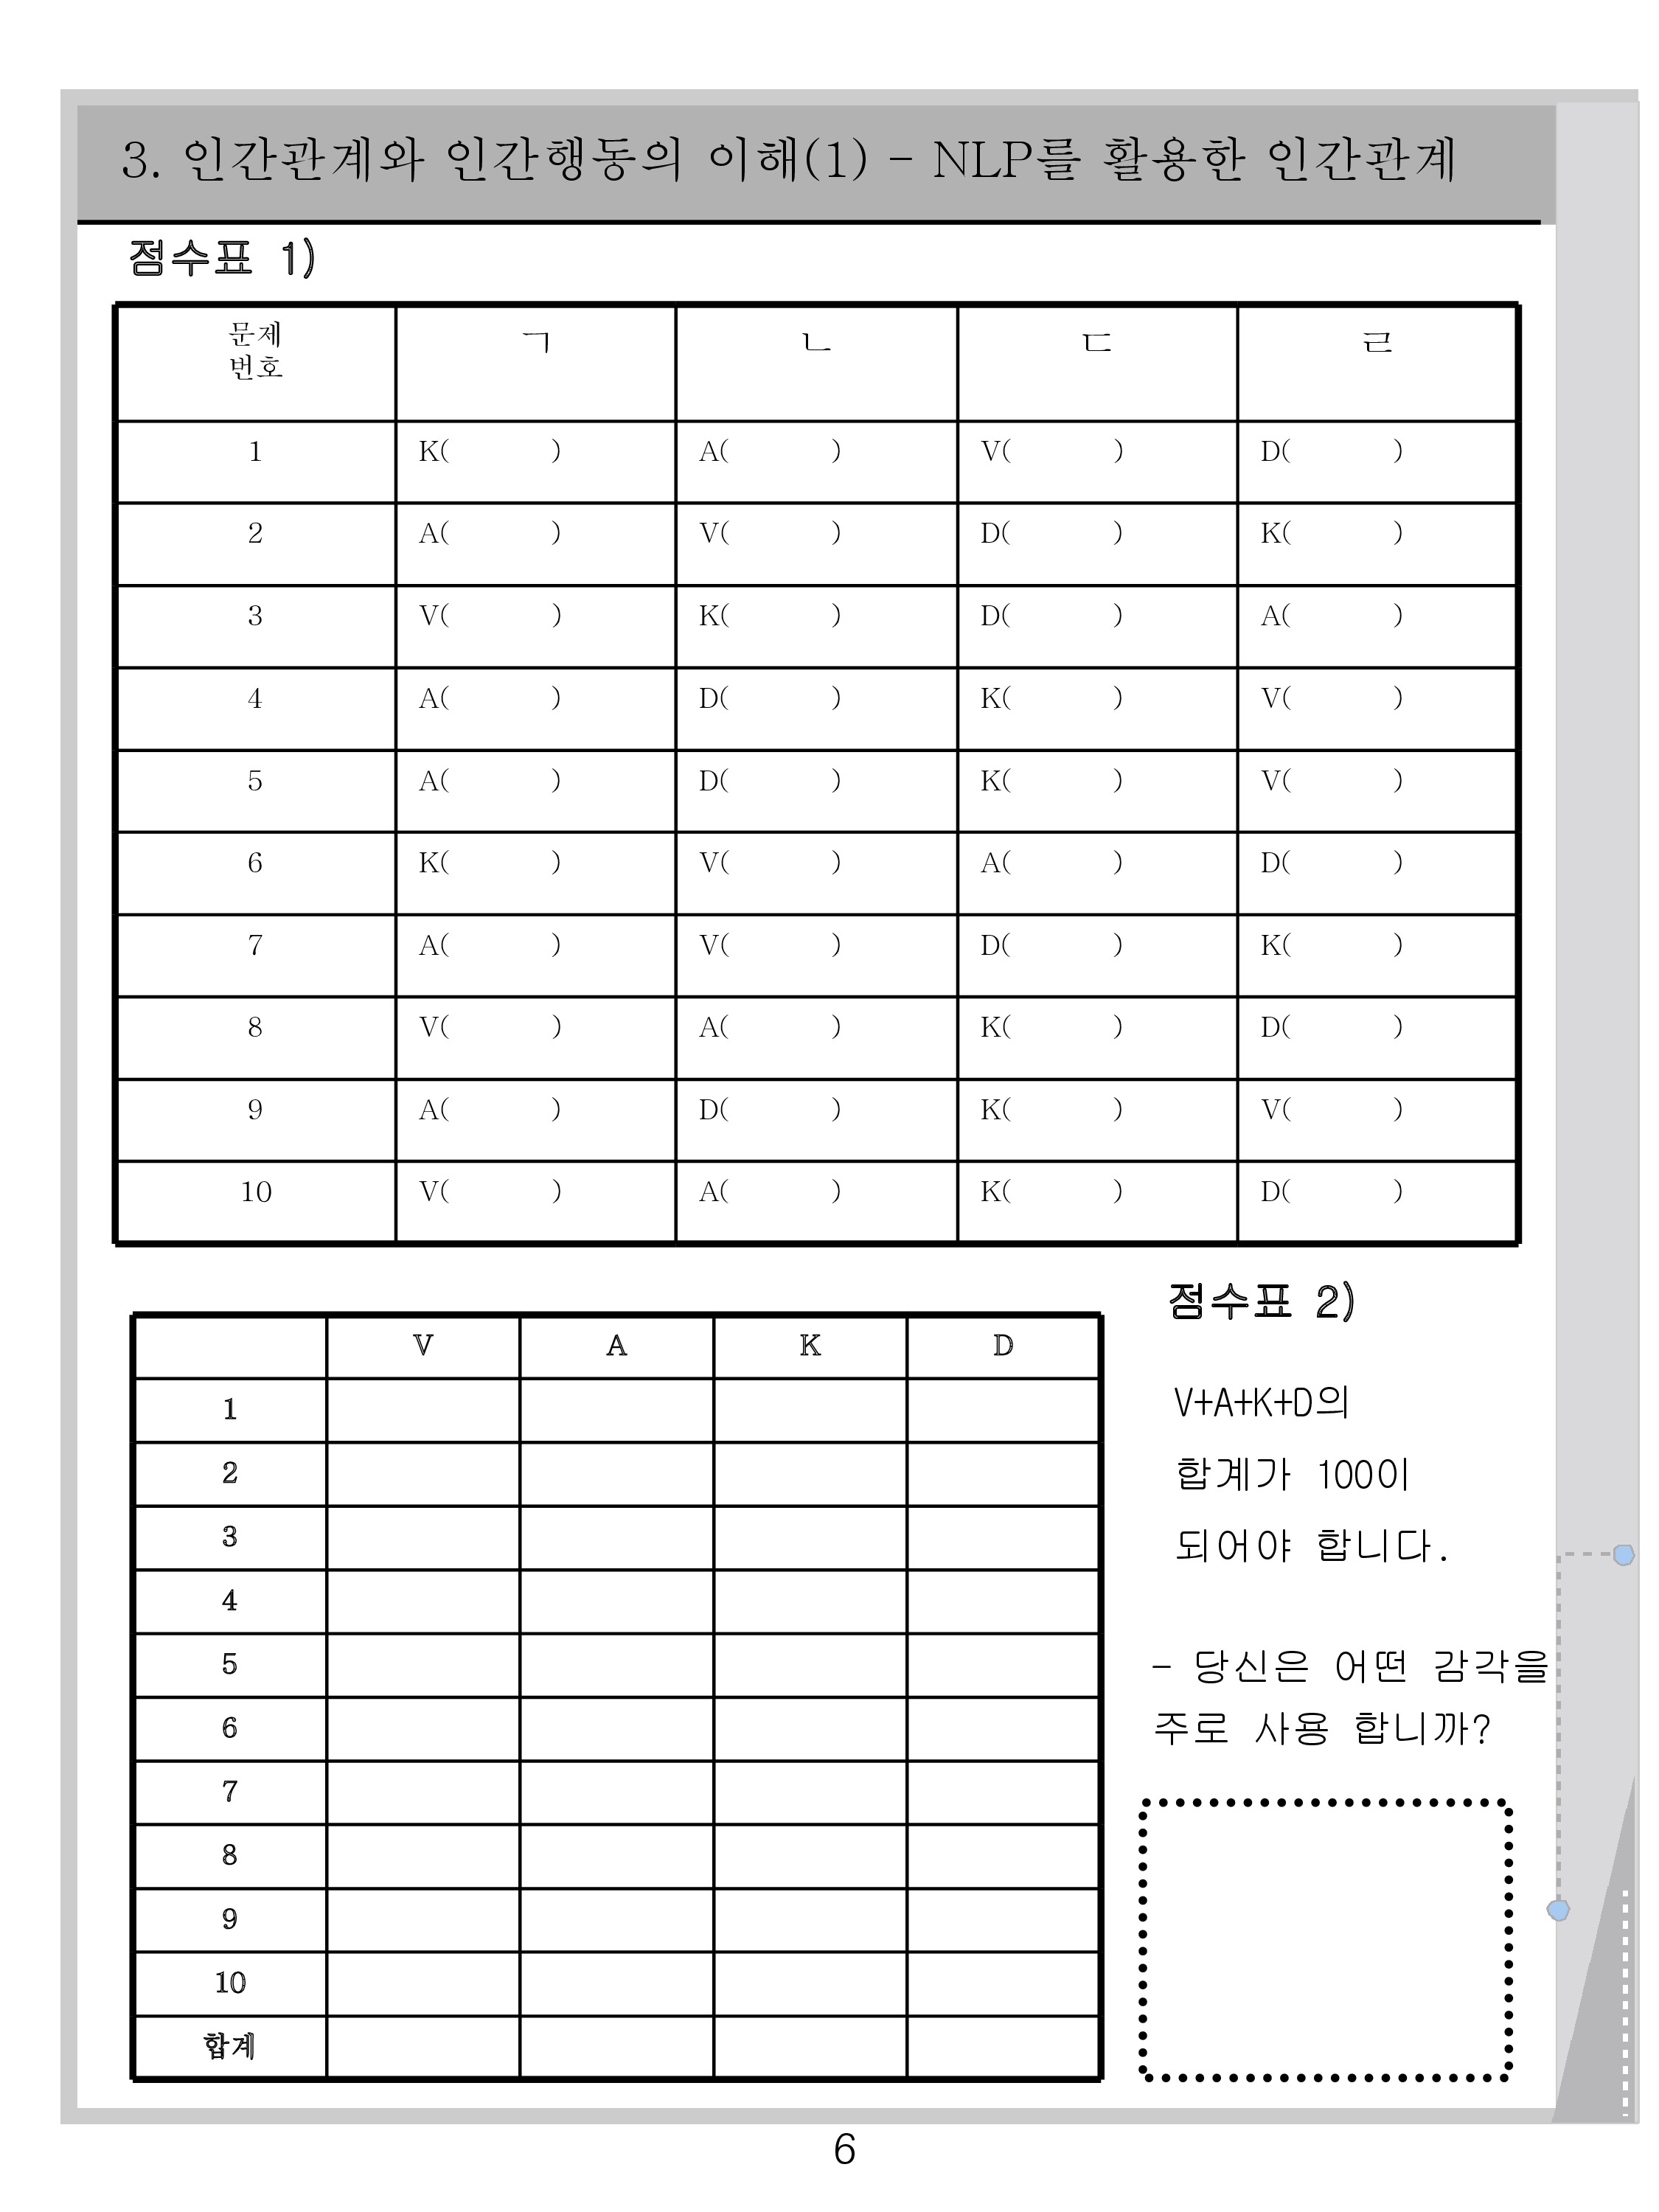 3. 인간관계와 인간행동의 이해(1) - NLP를 활용한 인간관계
점수표 1)
문제 번호 ㄱ ㄴ ㄷ ㄹ
1 K( ) A( ) V( ) D( )
2 A( ) V( ) D( ) K( )
3 V( ) K( ) D( ) A( )
4 A( ) D( ) K( ) V( )
5 A( ) D( ) K( ) V( )
6 K( ) V( ) A( ) D( )
7 A( ) V( ) D( ) K( )
8 V( ) A( ) K( ) D( )
9 A( ) D( ) K( ) V( )
10 V( ) A( ) K( ) D( )
V A K D
1
2
3
4
5
6
7
8
9
10
합계
점수표 2)
V+A+K+D의
합계가 100이
되어야 합니다.
- 당신은 어떤 감각을
주로 사용 합니까?
6